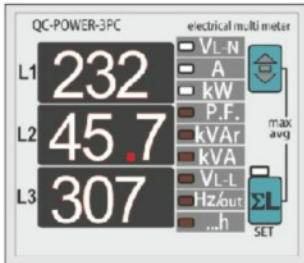 QC-POWER-3PC electrical multi meter
L1 232
L2 45.7
L3 307
VL-N
A
kW
P.F.
kVAr
kVA
VL-L
Hz/out
...h
max
avg
ΣL
SET